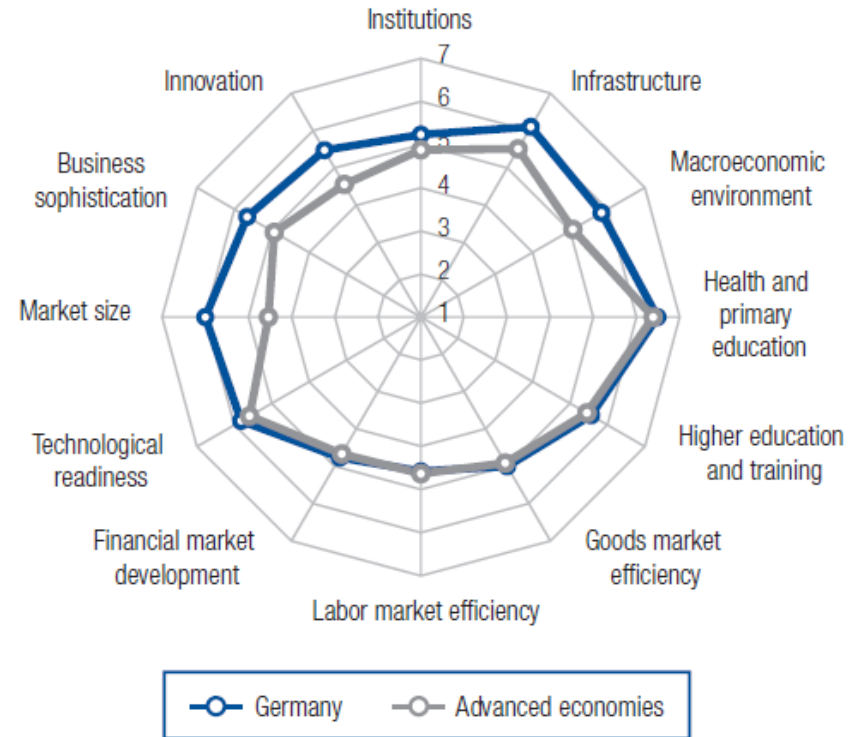 Institutions
7
6
5
4
3
2
1
Infrastructure
Macroeconomic
environment
Health and
primary
education
Higher education
and training
Goods market
efficiency
Labor market efficiency
Financial market
development
Technological
readiness
Market size
Business
sophistication
Innovation
Germany
Advanced economies